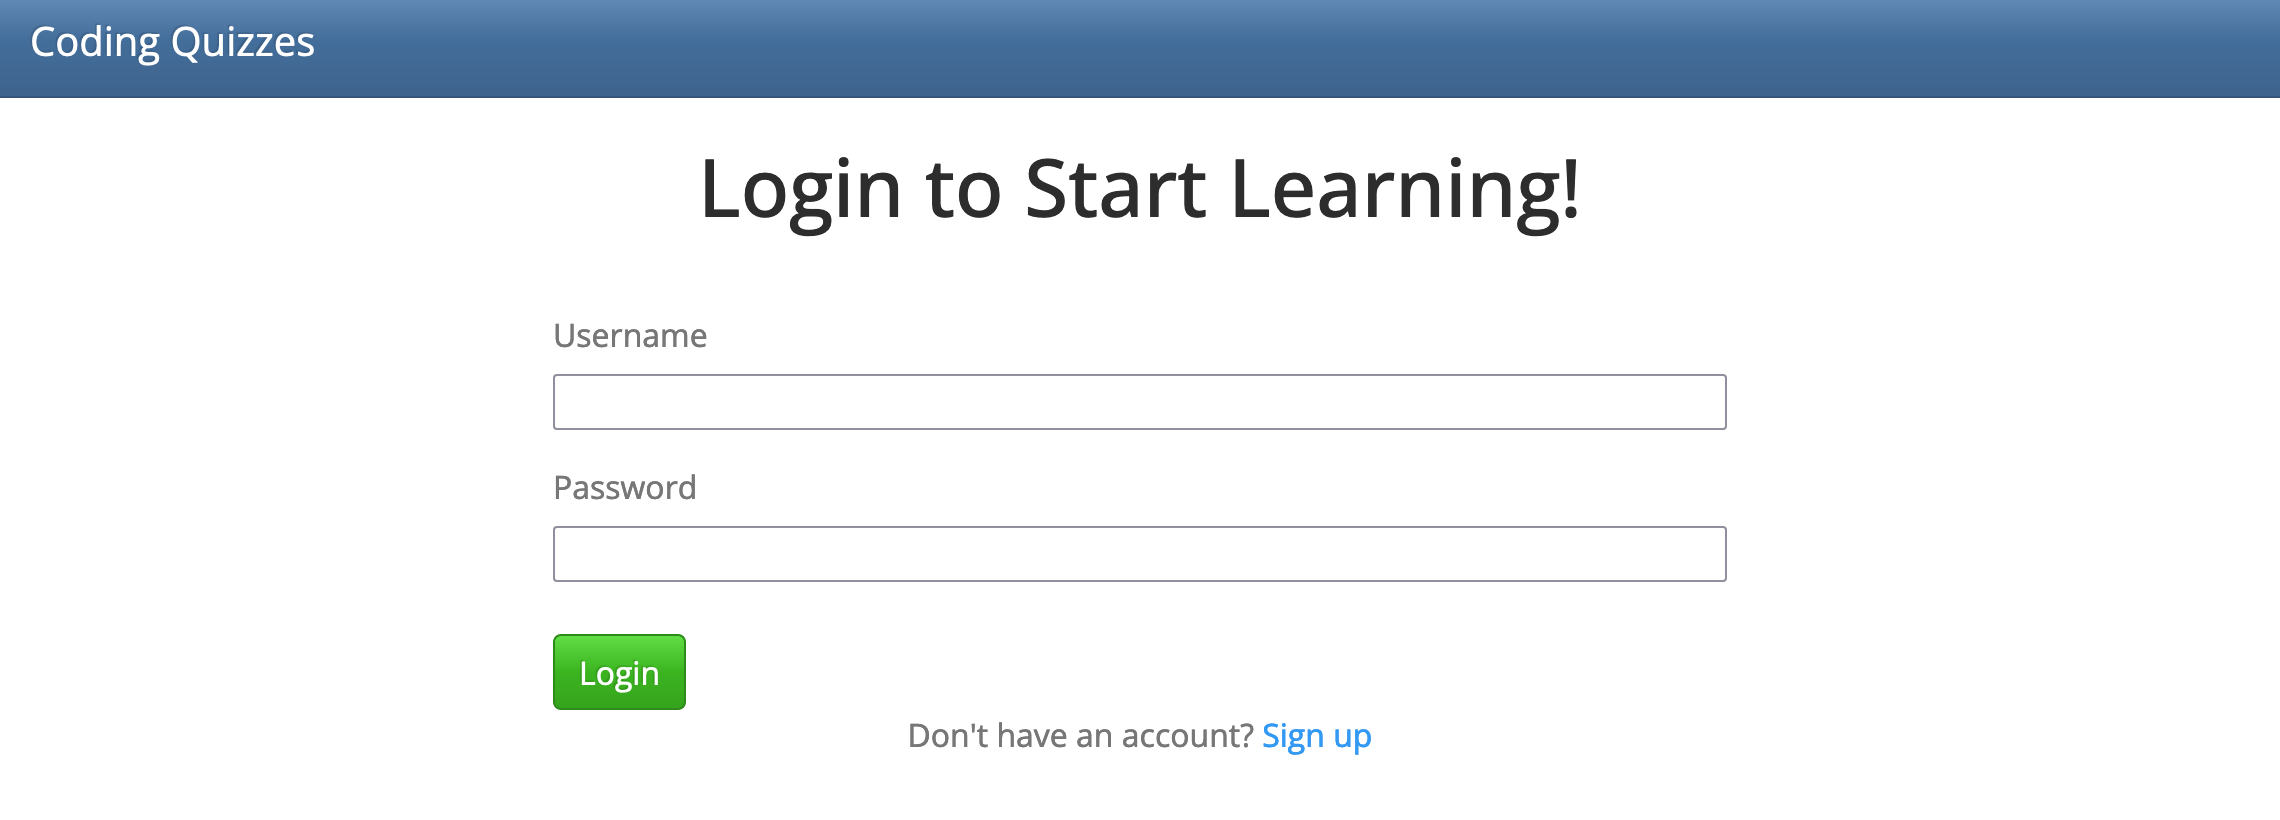 Coding Quizzes
Login to Start Learning!
Username
Password
Login
Don't have an account? Sign up